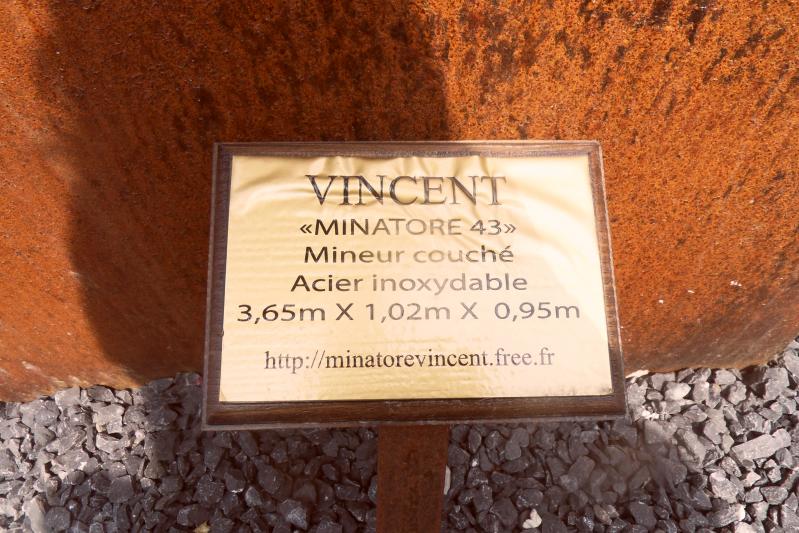 VINCENT
«MINATORE 43»
Mineur couché
Acier inoxydable
3,65m X 1,02m X 0,95m
http://minatorevincent.free.fr